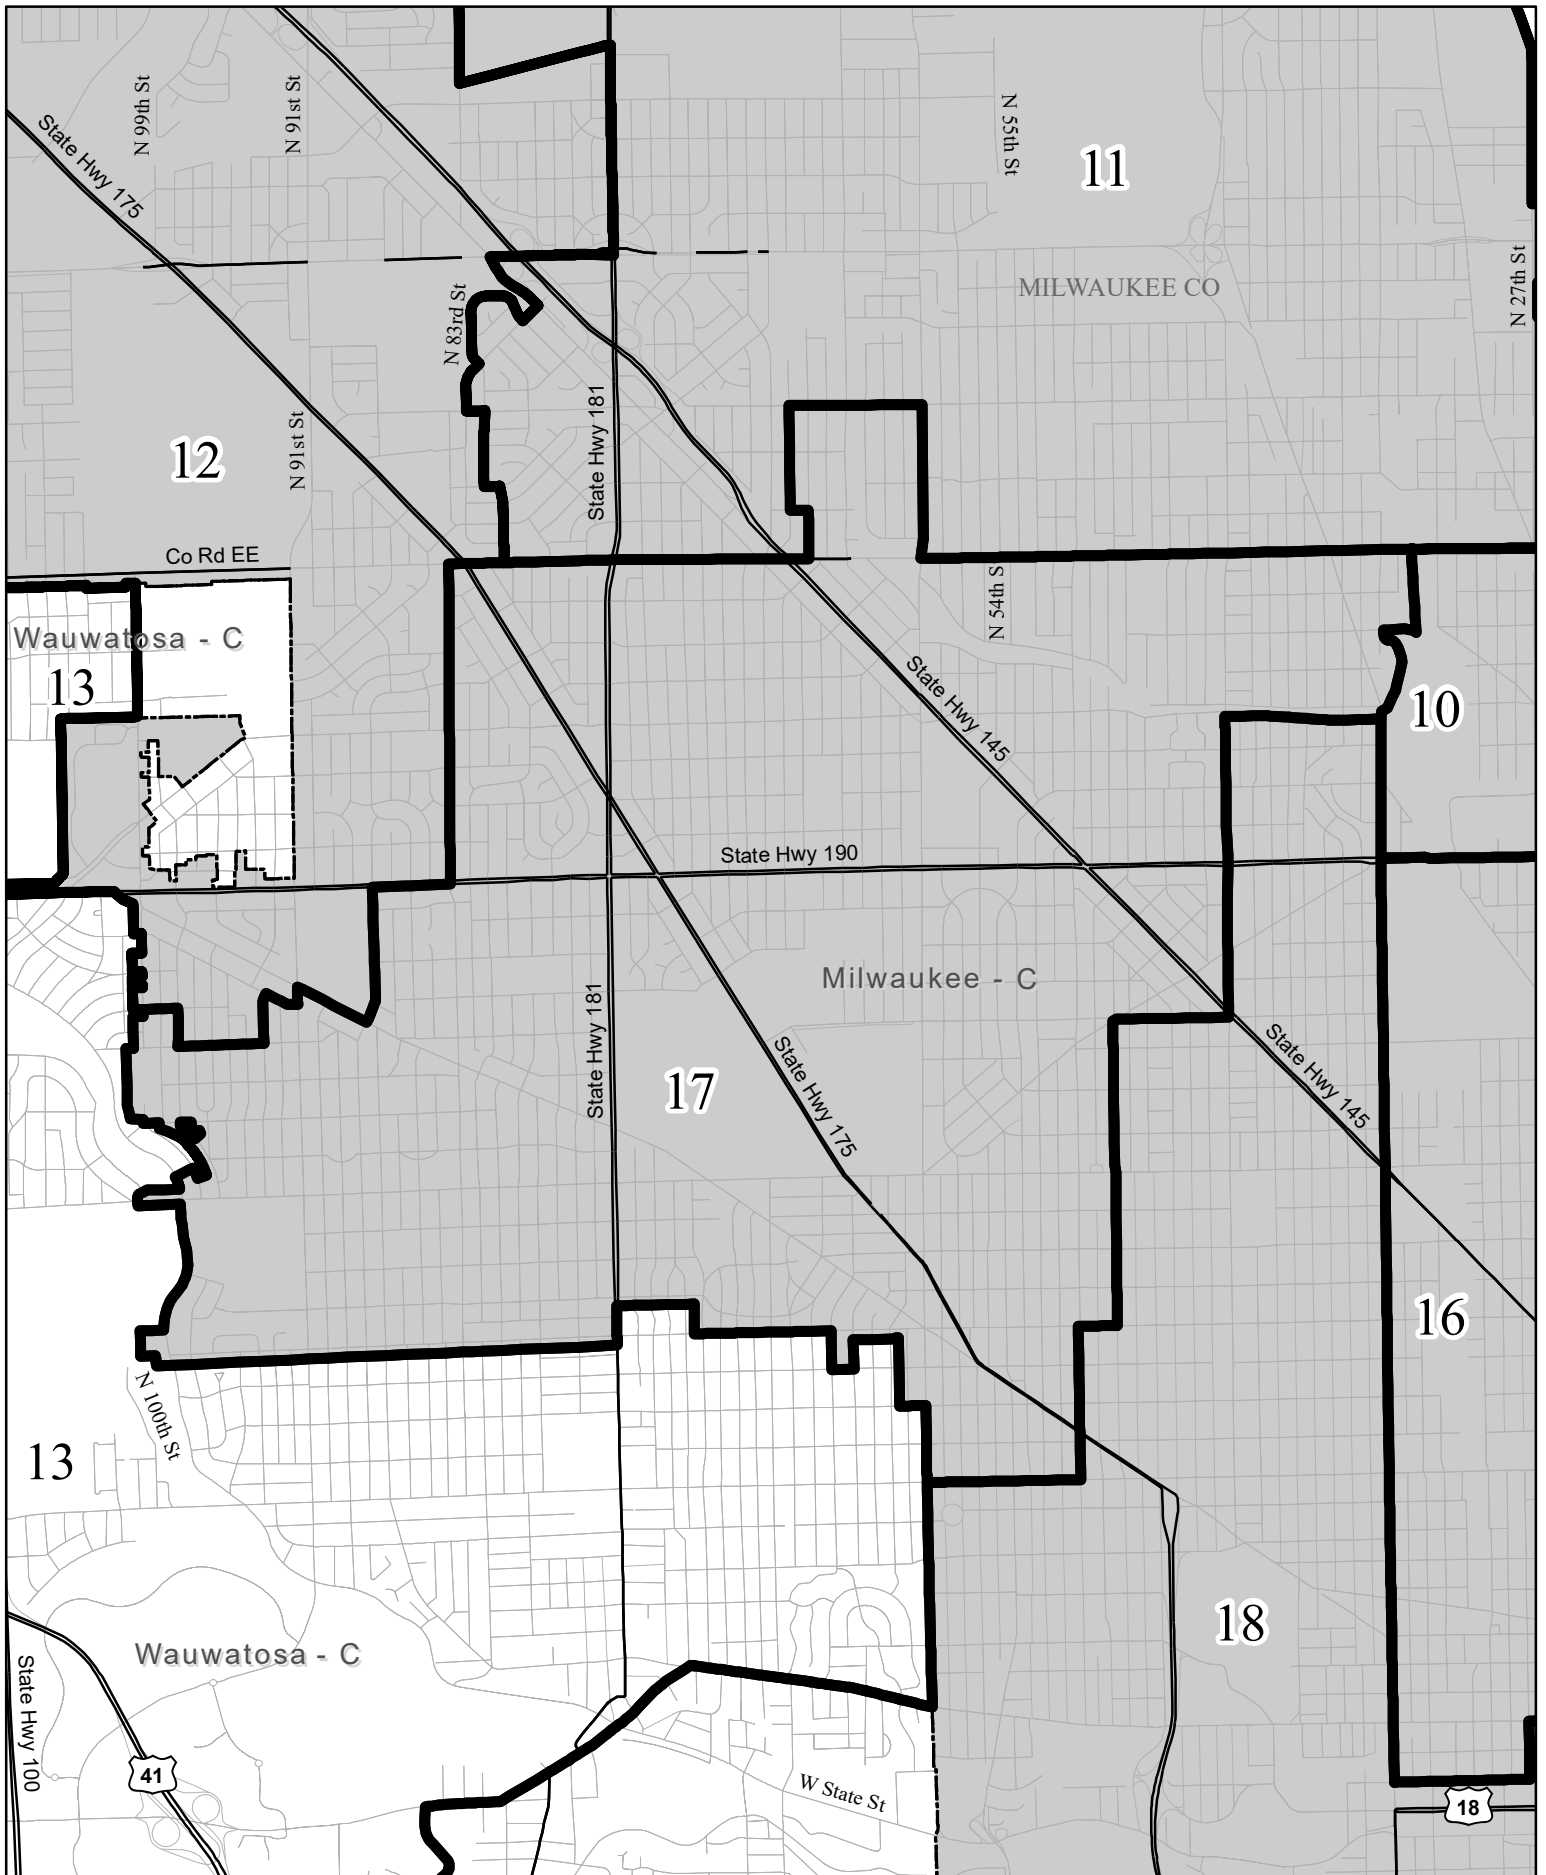 N 99th St
N 91st St
N 55th St
11
State Hwy 175
MILWAUKEE CO
N 27th St
N 83rd St
State Hwy 181
12
N 91st St
Co Rd EE
N 54th S
Wauwatosa - C
13
State Hwy 145
10
State Hwy 190
Milwaukee - C
State Hwy 181
17
State Hwy 175
State Hwy 145
16
N 100th St
13
18
Wauwatosa - C
State Hwy 100
41
W State St
18